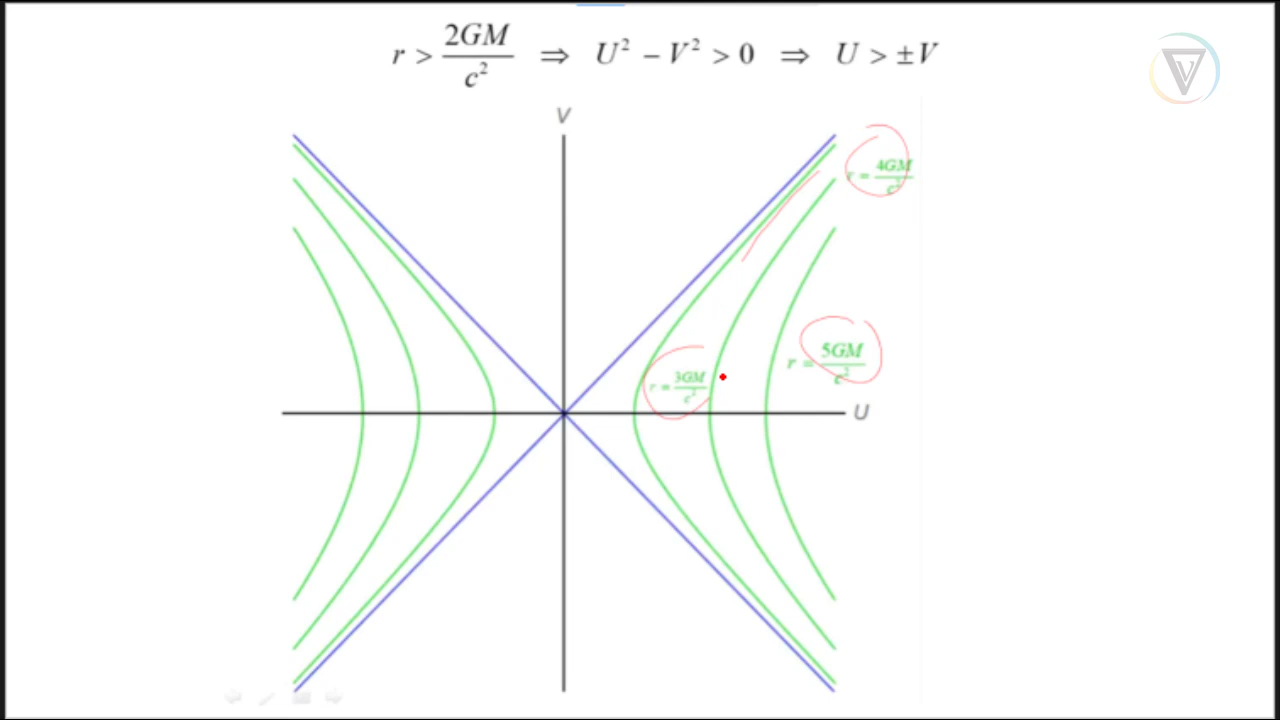 r > 2GM/c² ⇒ U² − V² > 0 ⇒ U > ±V
V
r = 4GM/c²
r = 5GM/c²
r = 3GM/c²
U